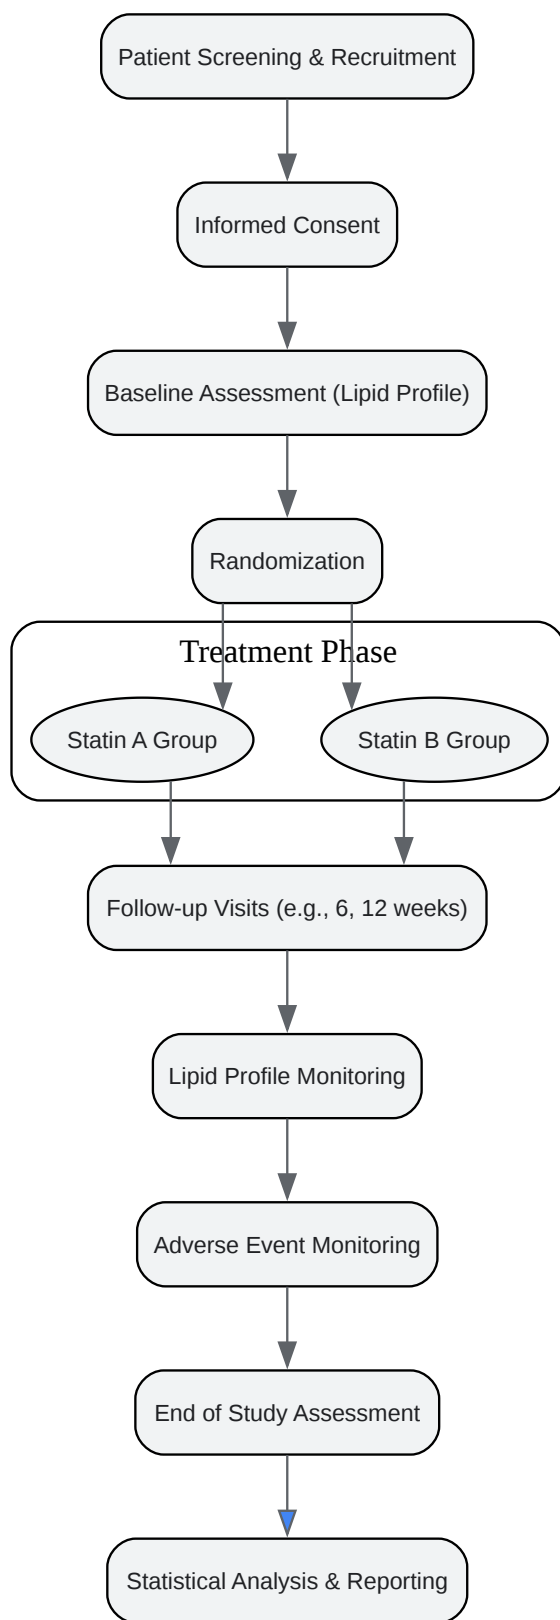 Patient Screening & Recruitment
Informed Consent
Baseline Assessment (Lipid Profile)
Randomization
Treatment Phase
Statin A Group
Statin B Group
Follow-up Visits (e.g., 6, 12 weeks)
Lipid Profile Monitoring
Adverse Event Monitoring
End of Study Assessment
Statistical Analysis & Reporting